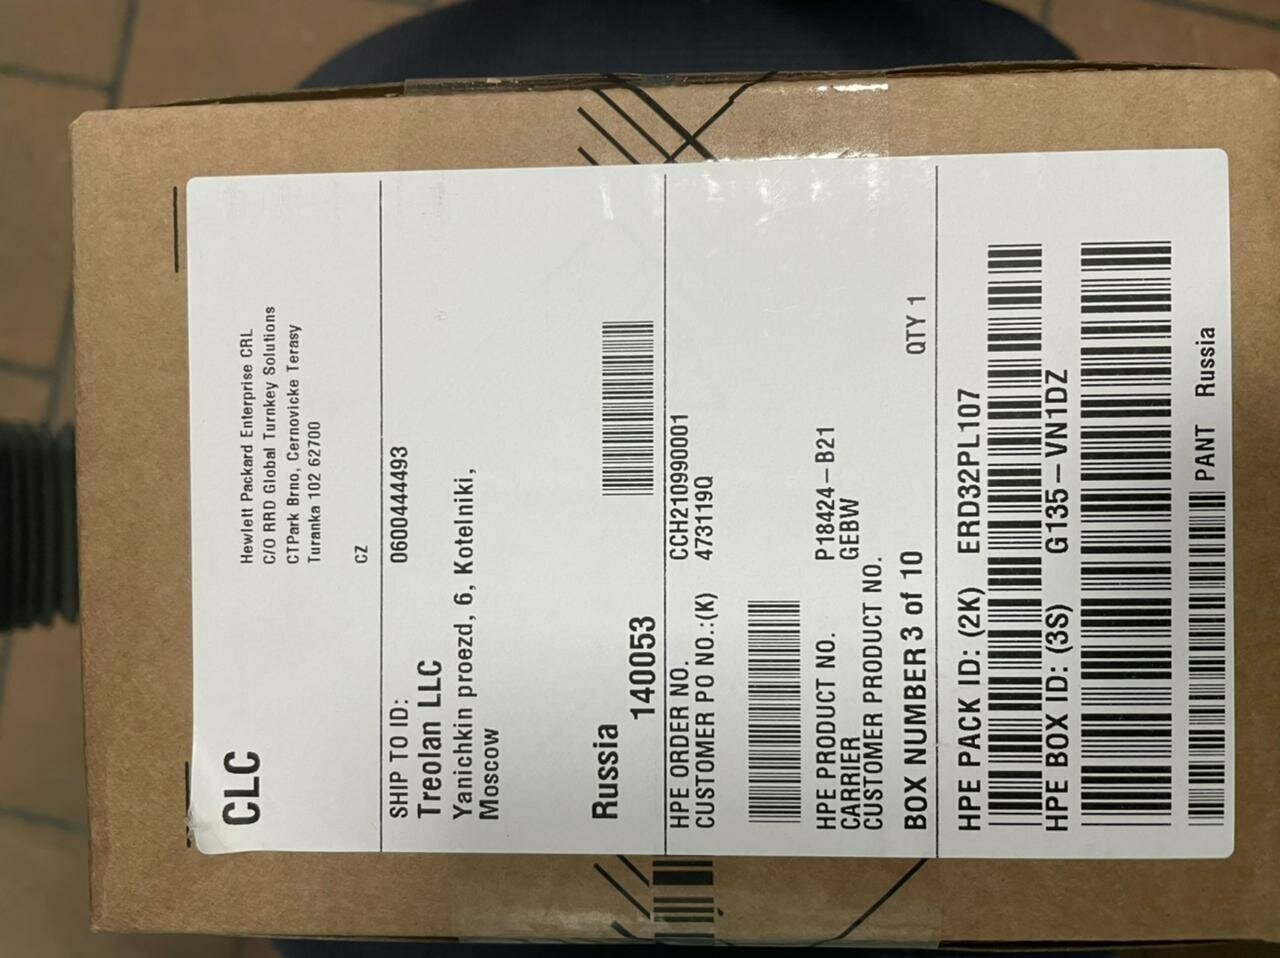 CLC
Hewlett Packard Enterprise CRL
C/O RRD Global Turnkey Solutions
CTPark Brno, Cernovicke Terasy
Turanka 102 62700
CZ
SHIP TO ID: 0600444493
Treolan LLC
Yanichkin proezd, 6, Kotelniki,
Moscow
Russia
140053
HPE ORDER NO. CCH210990001
CUSTOMER PO NO.:(K) 473119Q
HPE PRODUCT NO. P18424-B21
CARRIER GEBW
CUSTOMER PRODUCT NO.
BOX NUMBER 3 of 10 QTY 1
HPE PACK ID: (2K) ERD32PL107
HPE BOX ID: (3S) G135-VN1DZ
PANT Russia